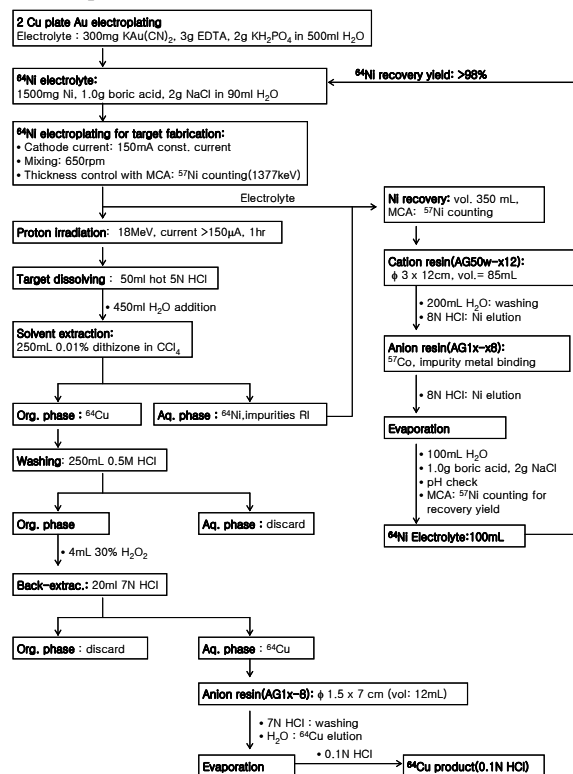 2 Cu plate Au electroplating
Electrolyte : 300mg KAu(CN)₂, 3g EDTA, 2g KH₂PO₄ in 500ml H₂O
⁶⁴Ni electrolyte:
1500mg Ni, 1.0g boric acid, 2g NaCl in 90ml H₂O
⁶⁴Ni recovery yield: >98%
⁶⁴Ni electroplating for target fabrication:
• Cathode current: 150mA const. current
• Mixing: 650rpm
• Thickness control with MCA: ⁵⁷Ni counting(1377keV)
Electrolyte
Proton irradiation: 18MeV, current >150μA, 1hr
Target dissolving : 50ml hot 5N HCl
• 450ml H₂O addition
Solvent extraction:
250mL 0.01% dithizone in CCl₄
Org. phase : ⁶⁴Cu
Aq. phase : ⁶⁴Ni,impurities RI
Washing: 250mL 0.5M HCl
Org. phase
Aq. phase : discard
• 4mL 30% H₂O₂
Back-extrac.: 20ml 7N HCl
Org. phase : discard
Aq. phase : ⁶⁴Cu
Anion resin(AG1x-8): ϕ 1.5 x 7 cm (vol: 12mL)
• 7N HCl : washing
• H₂O : ⁶⁴Cu elution
Evaporation
• 0.1N HCl
⁶⁴Cu product(0.1N HCl)
Ni recovery: vol. 350 mL,
MCA: ⁵⁷Ni counting
Cation resin(AG50w-x12):
ϕ 3 x 12cm, vol.= 85mL
• 200mL H₂O: washing
• 8N HCl: Ni elution
Anion resin(AG1x-x8):
⁵⁷Co, impurity metal binding
• 8N HCl: Ni elution
Evaporation
• 100mL H₂O
• 1.0g boric acid, 2g NaCl
• pH check
• MCA: ⁵⁷Ni counting for
recovery yield
⁶⁴Ni Electrolyte:100mL